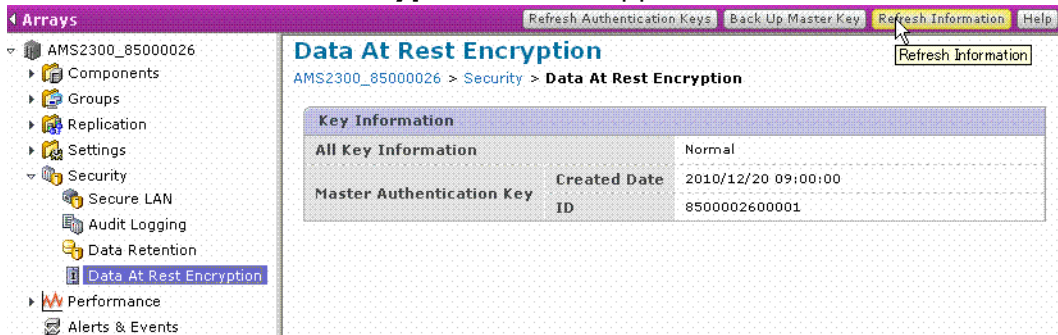 Arrays
Refresh Authentication Keys Back Up Master Key Refresh Information Help
Refresh Information
AMS2300_85000026
Components
Groups
Replication
Settings
Security
Secure LAN
Audit Logging
Data Retention
Data At Rest Encryption
Performance
Alerts & Events
Data At Rest Encryption
AMS2300_85000026 > Security > Data At Rest Encryption
Key Information
All Key Information Normal
Master Authentication Key Created Date 2010/12/20 09:00:00
ID 8500002600001